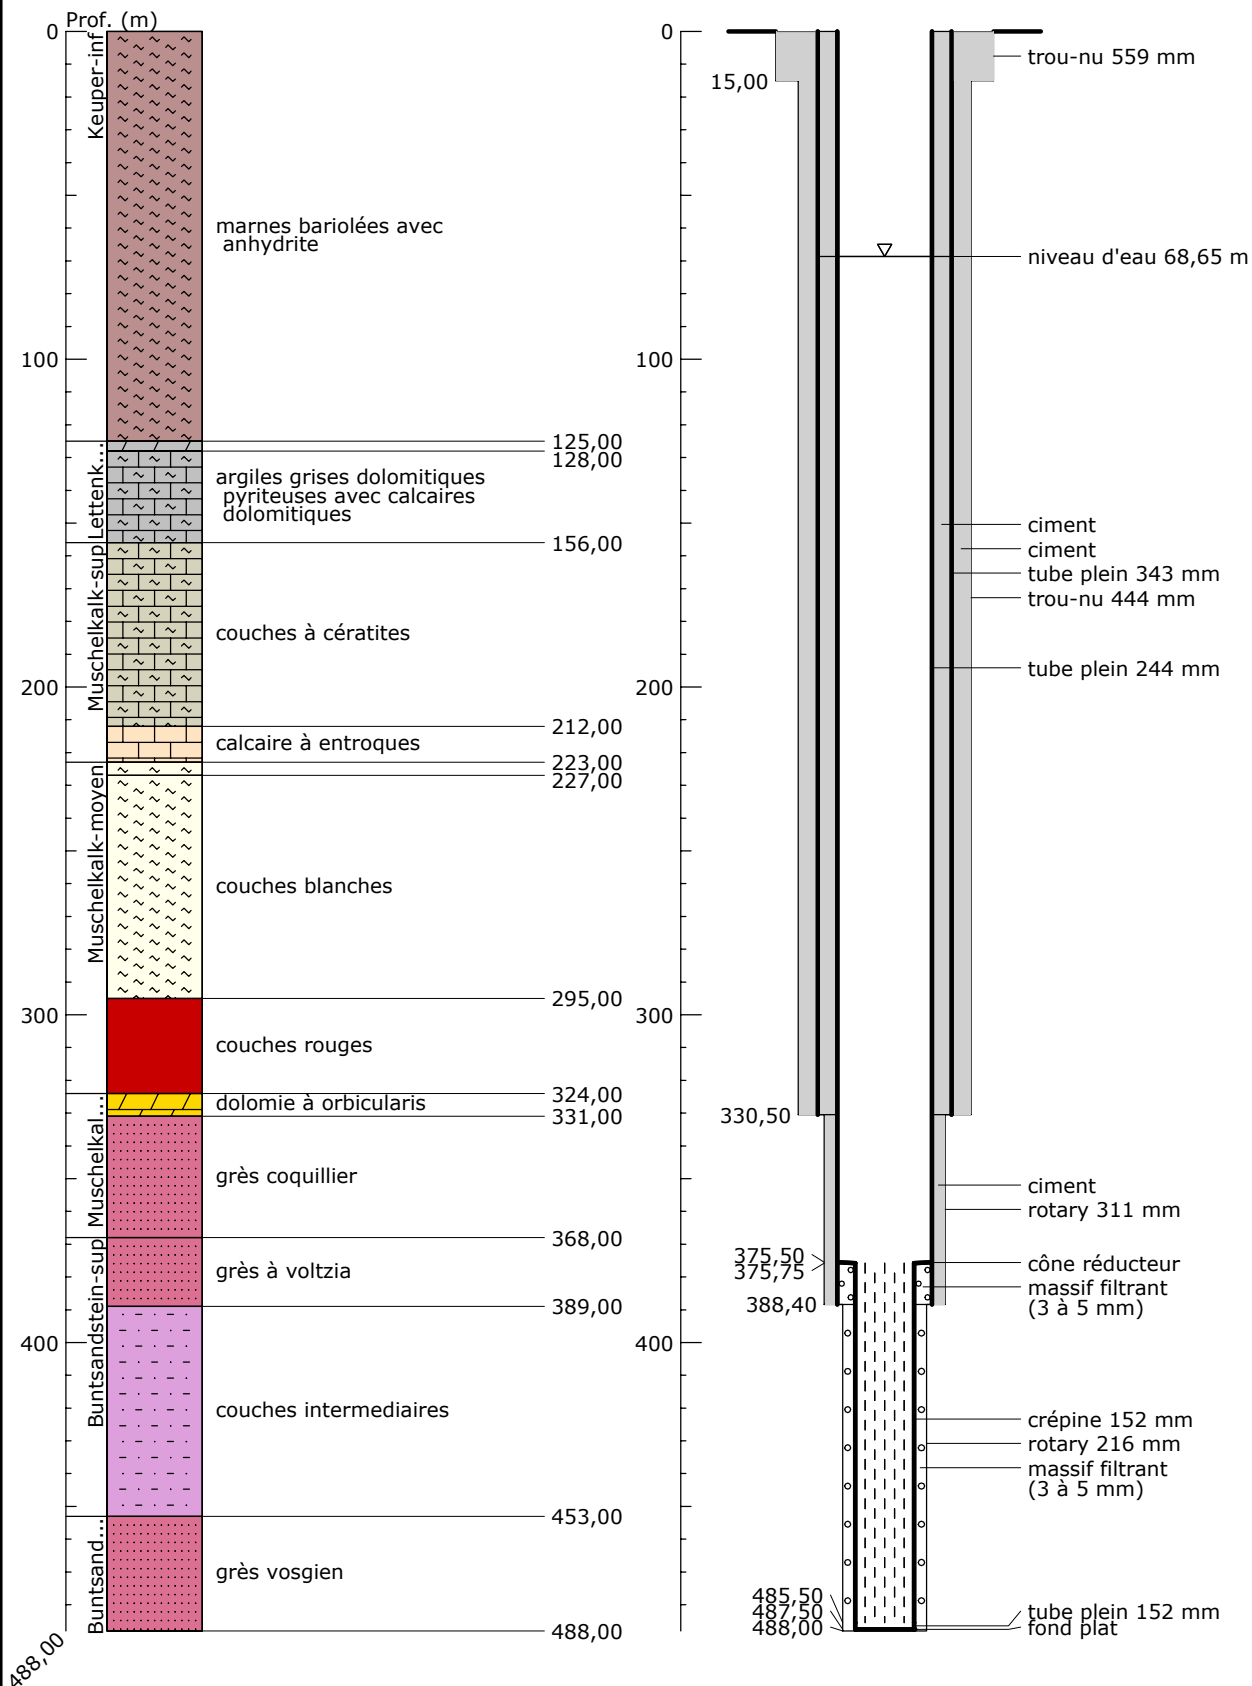 Prof. (m)
0
100
200
300
400
488,00
Keuper-inf
Lettenk...
Muschelkalk-sup
Muschelkalk-moyen
Muschelkal...
Buntsandstein-sup
Buntsand...
marnes bariolées avec
anhydrite
125,00
128,00
argiles grises dolomitiques
pyriteuses avec calcaires
dolomitiques
156,00
couches à cératites
212,00
calcaire à entroques
223,00
227,00
couches blanches
295,00
couches rouges
324,00
dolomie à orbicularis
331,00
grès coquillier
368,00
grès à voltzia
389,00
couches intermediaires
453,00
grès vosgien
488,00
0
100
200
300
400
15,00
330,50
375,50
375,75
388,40
485,50
487,50
488,00
trou-nu 559 mm
niveau d'eau 68,65 m
ciment
ciment
tube plein 343 mm
trou-nu 444 mm
tube plein 244 mm
ciment
rotary 311 mm
cône réducteur
massif filtrant
(3 à 5 mm)
crépine 152 mm
rotary 216 mm
massif filtrant
(3 à 5 mm)
tube plein 152 mm
fond plat